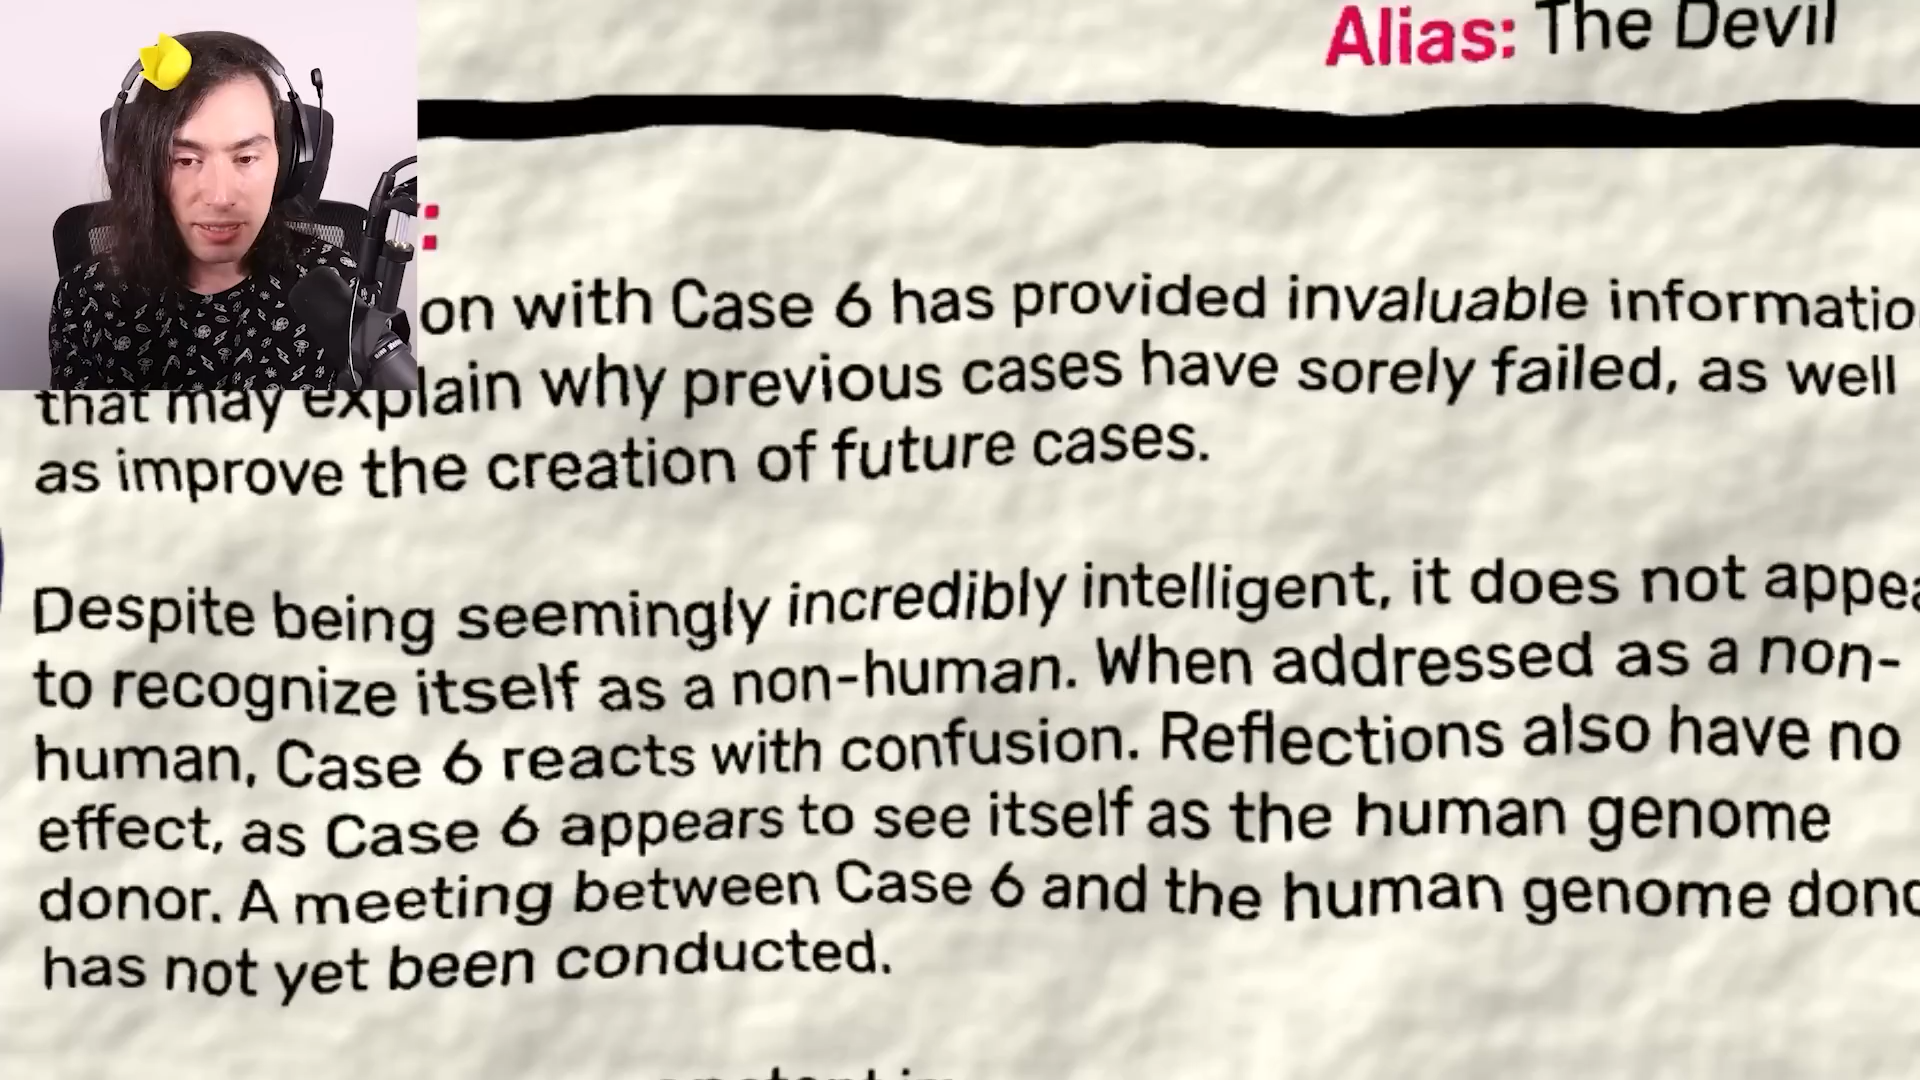 Alias: The Devil
:
on with Case 6 has provided invaluable informatio
that may explain why previous cases have sorely failed, as well
as improve the creation of future cases.
Despite being seemingly incredibly intelligent, it does not appea
to recognize itself as a non-human. When addressed as a non-
human, Case 6 reacts with confusion. Reflections also have no
effect, as Case 6 appears to see itself as the human genome
donor. A meeting between Case 6 and the human genome dono
has not yet been conducted.